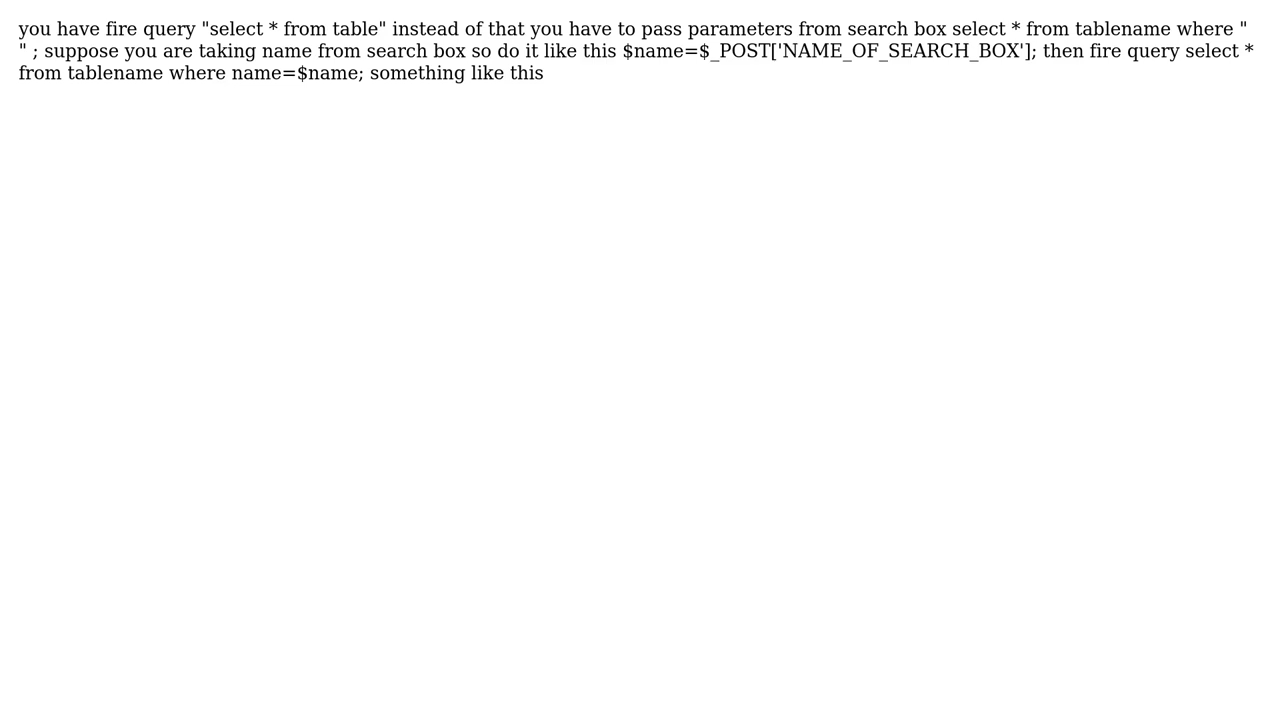 you have fire query "select * from table" instead of that you have to pass parameters from search box select * from tablename where "
" ; suppose you are taking name from search box so do it like this $name=$_POST['NAME_OF_SEARCH_BOX']; then fire query select *
from tablename where name=$name; something like this